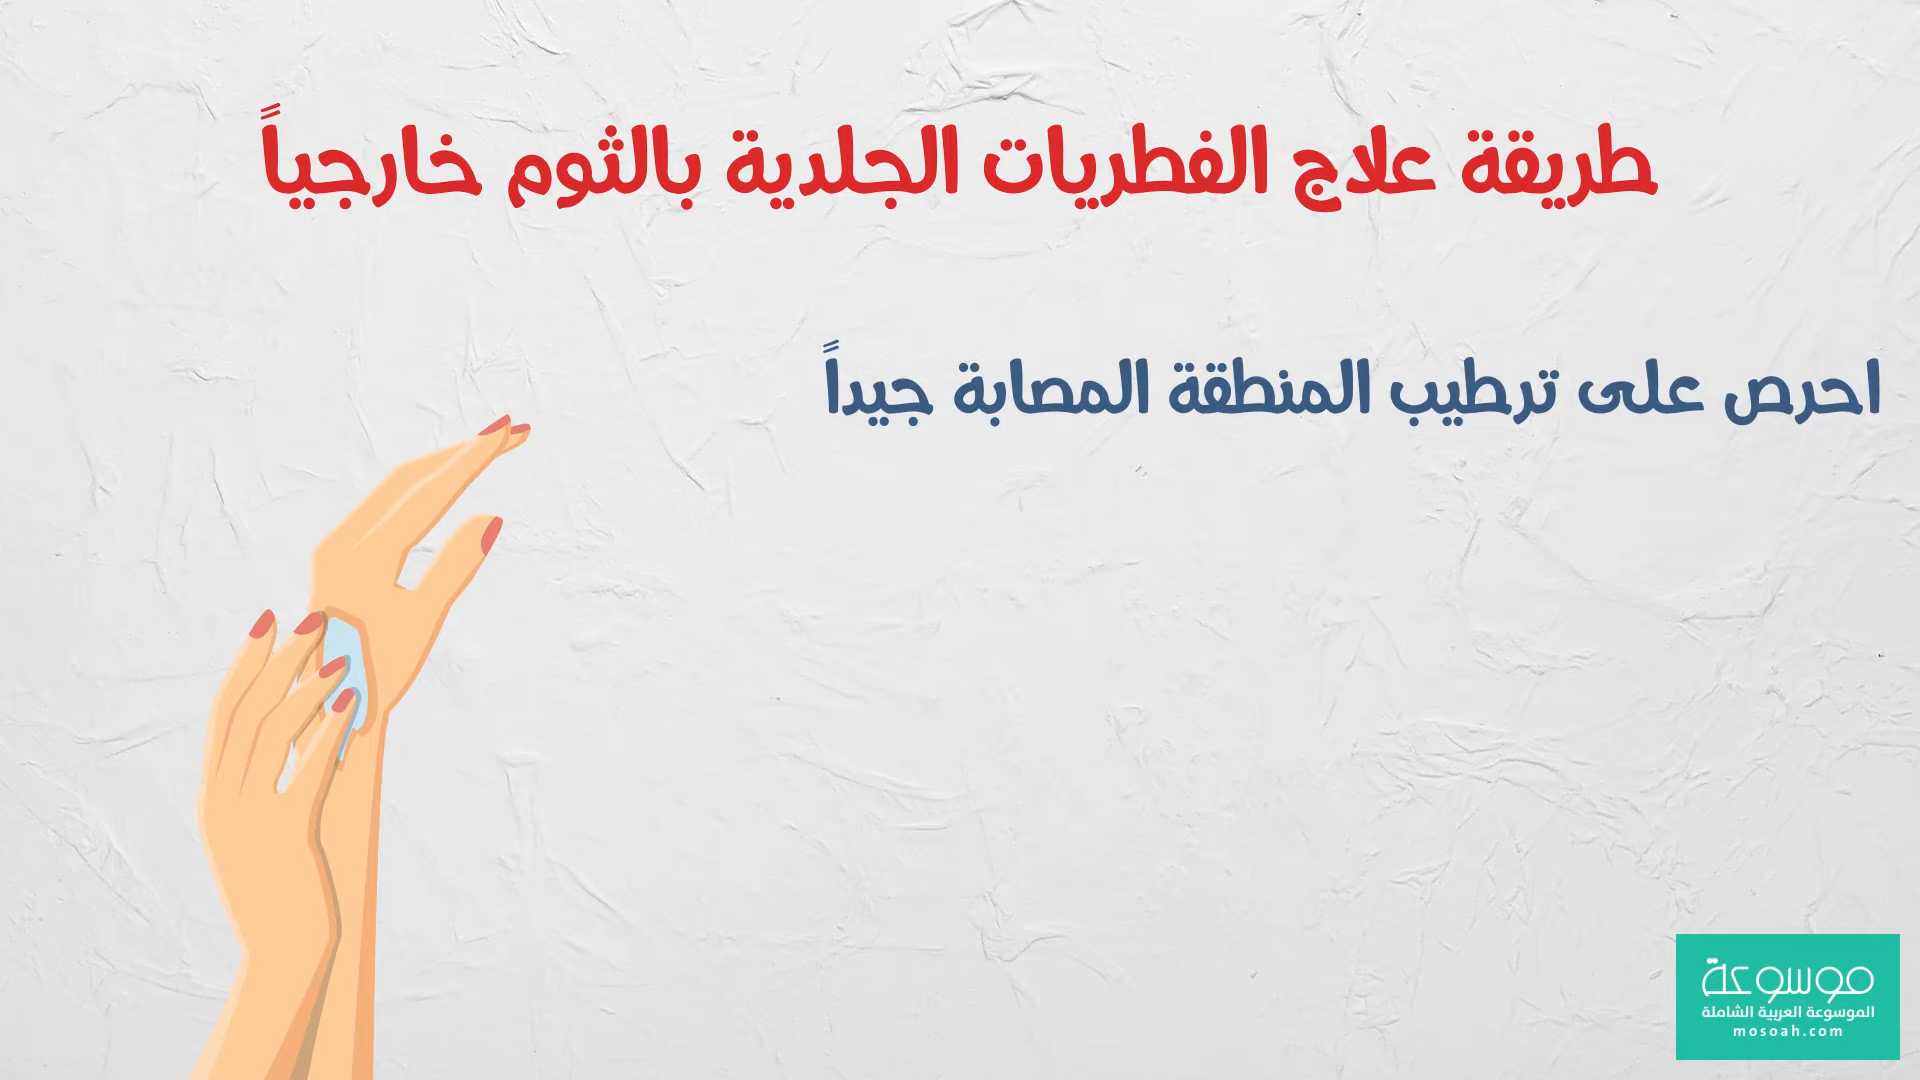 طريقة علاج الفطريات الجلدية بالثوم خارجياً
احرص على ترطيب المنطقة المصابة جيداً
موسوعة
الموسوعة العربية الشاملة
mosoah.com